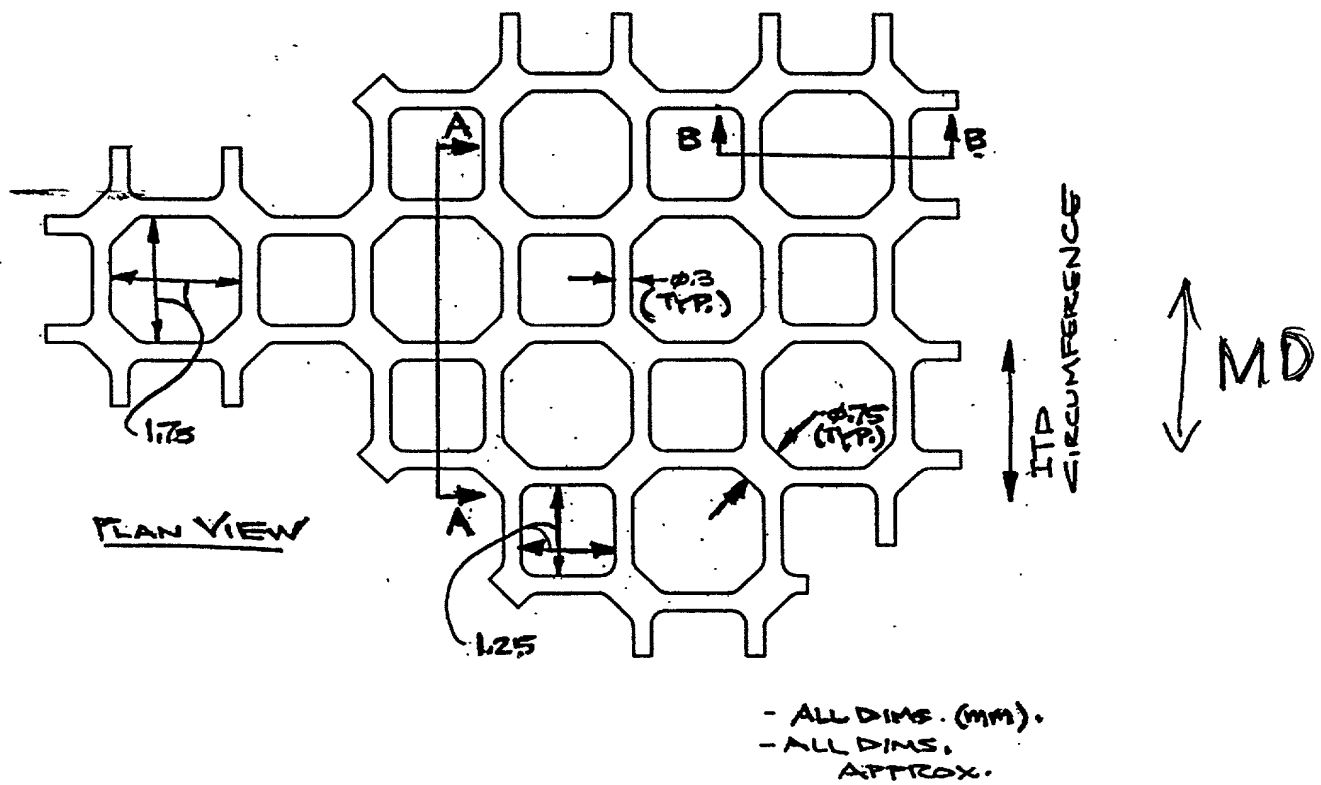 A
B
B
Ø.3
(TYP.)
1.75
Ø.75
(TYP.)
ITP
CIRCUMFERENCE
MD
PLAN VIEW
A
1.25
- ALL DIMS. (mm).
- ALL DIMS.
APPROX.